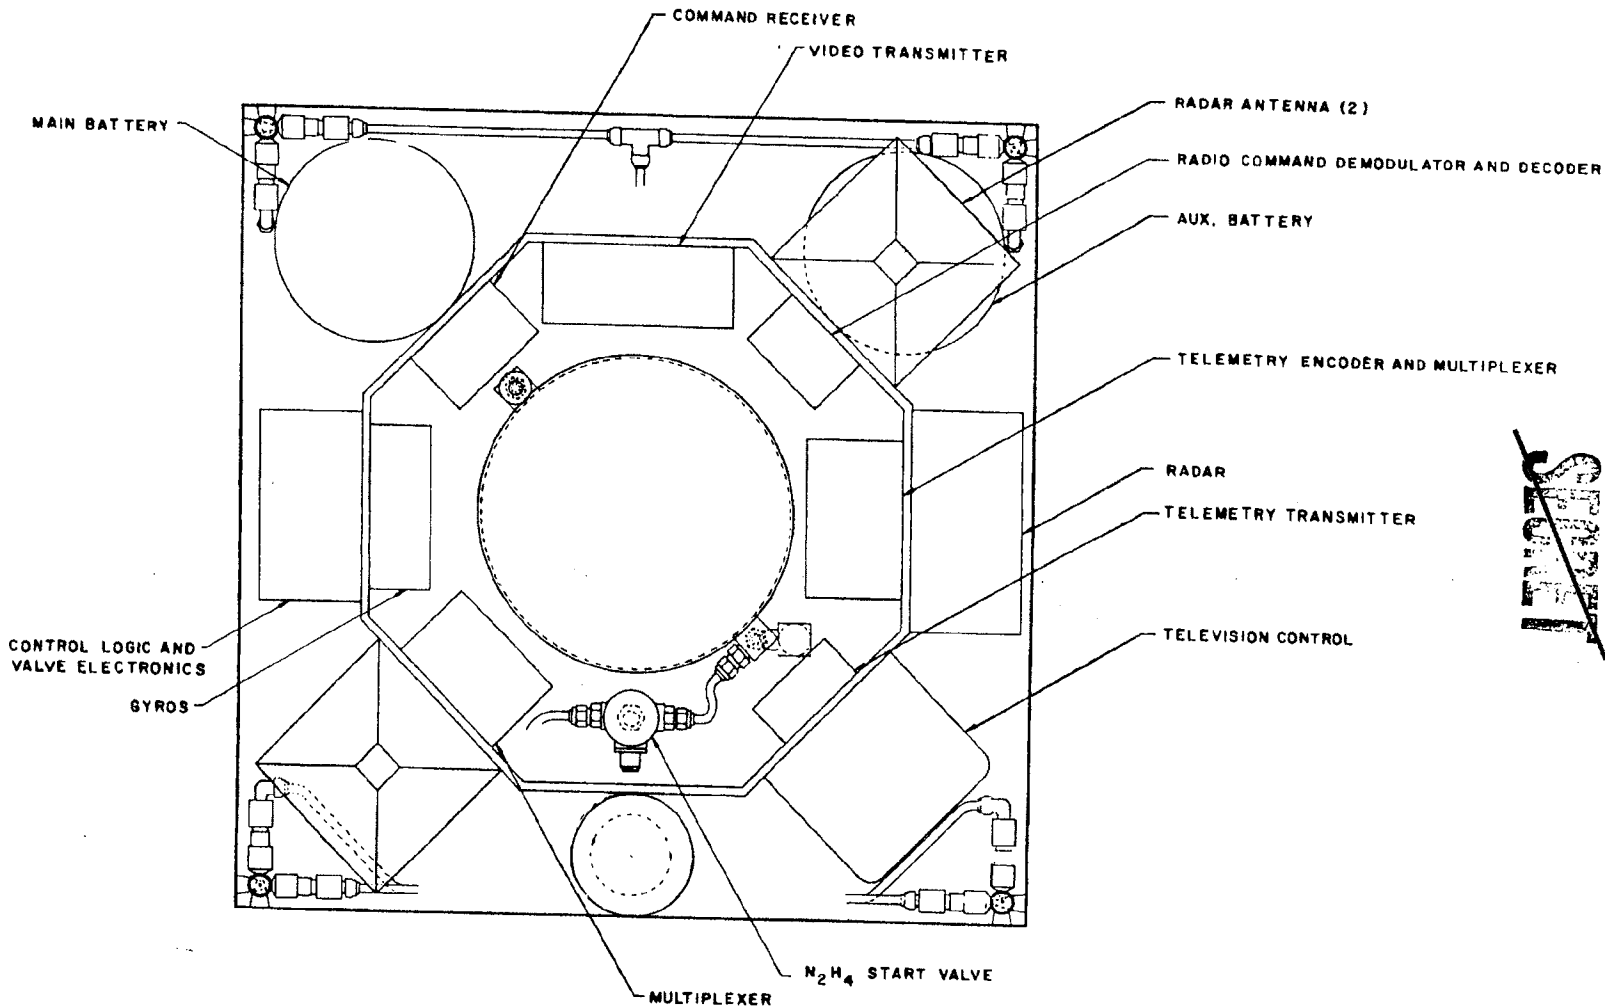 COMMAND RECEIVER
VIDEO TRANSMITTER
MAIN BATTERY
RADAR ANTENNA (2)
RADIO COMMAND DEMODULATOR AND DECODER
AUX. BATTERY
TELEMETRY ENCODER AND MULTIPLEXER
RADAR
TELEMETRY TRANSMITTER
SECRET
TELEVISION CONTROL
CONTROL LOGIC AND
VALVE ELECTRONICS
GYROS
N₂H₄ START VALVE
MULTIPLEXER